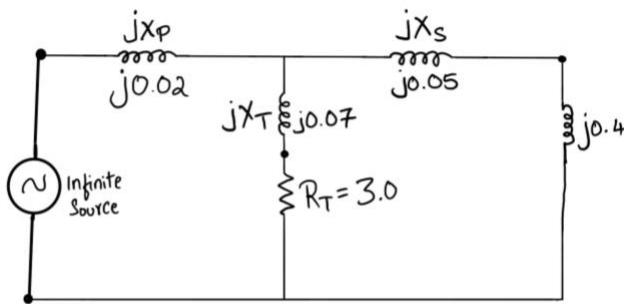 jXP
j0.02
jXS
j0.05
jXT j0.07
j0.4
Infinite
Source
RT = 3.0